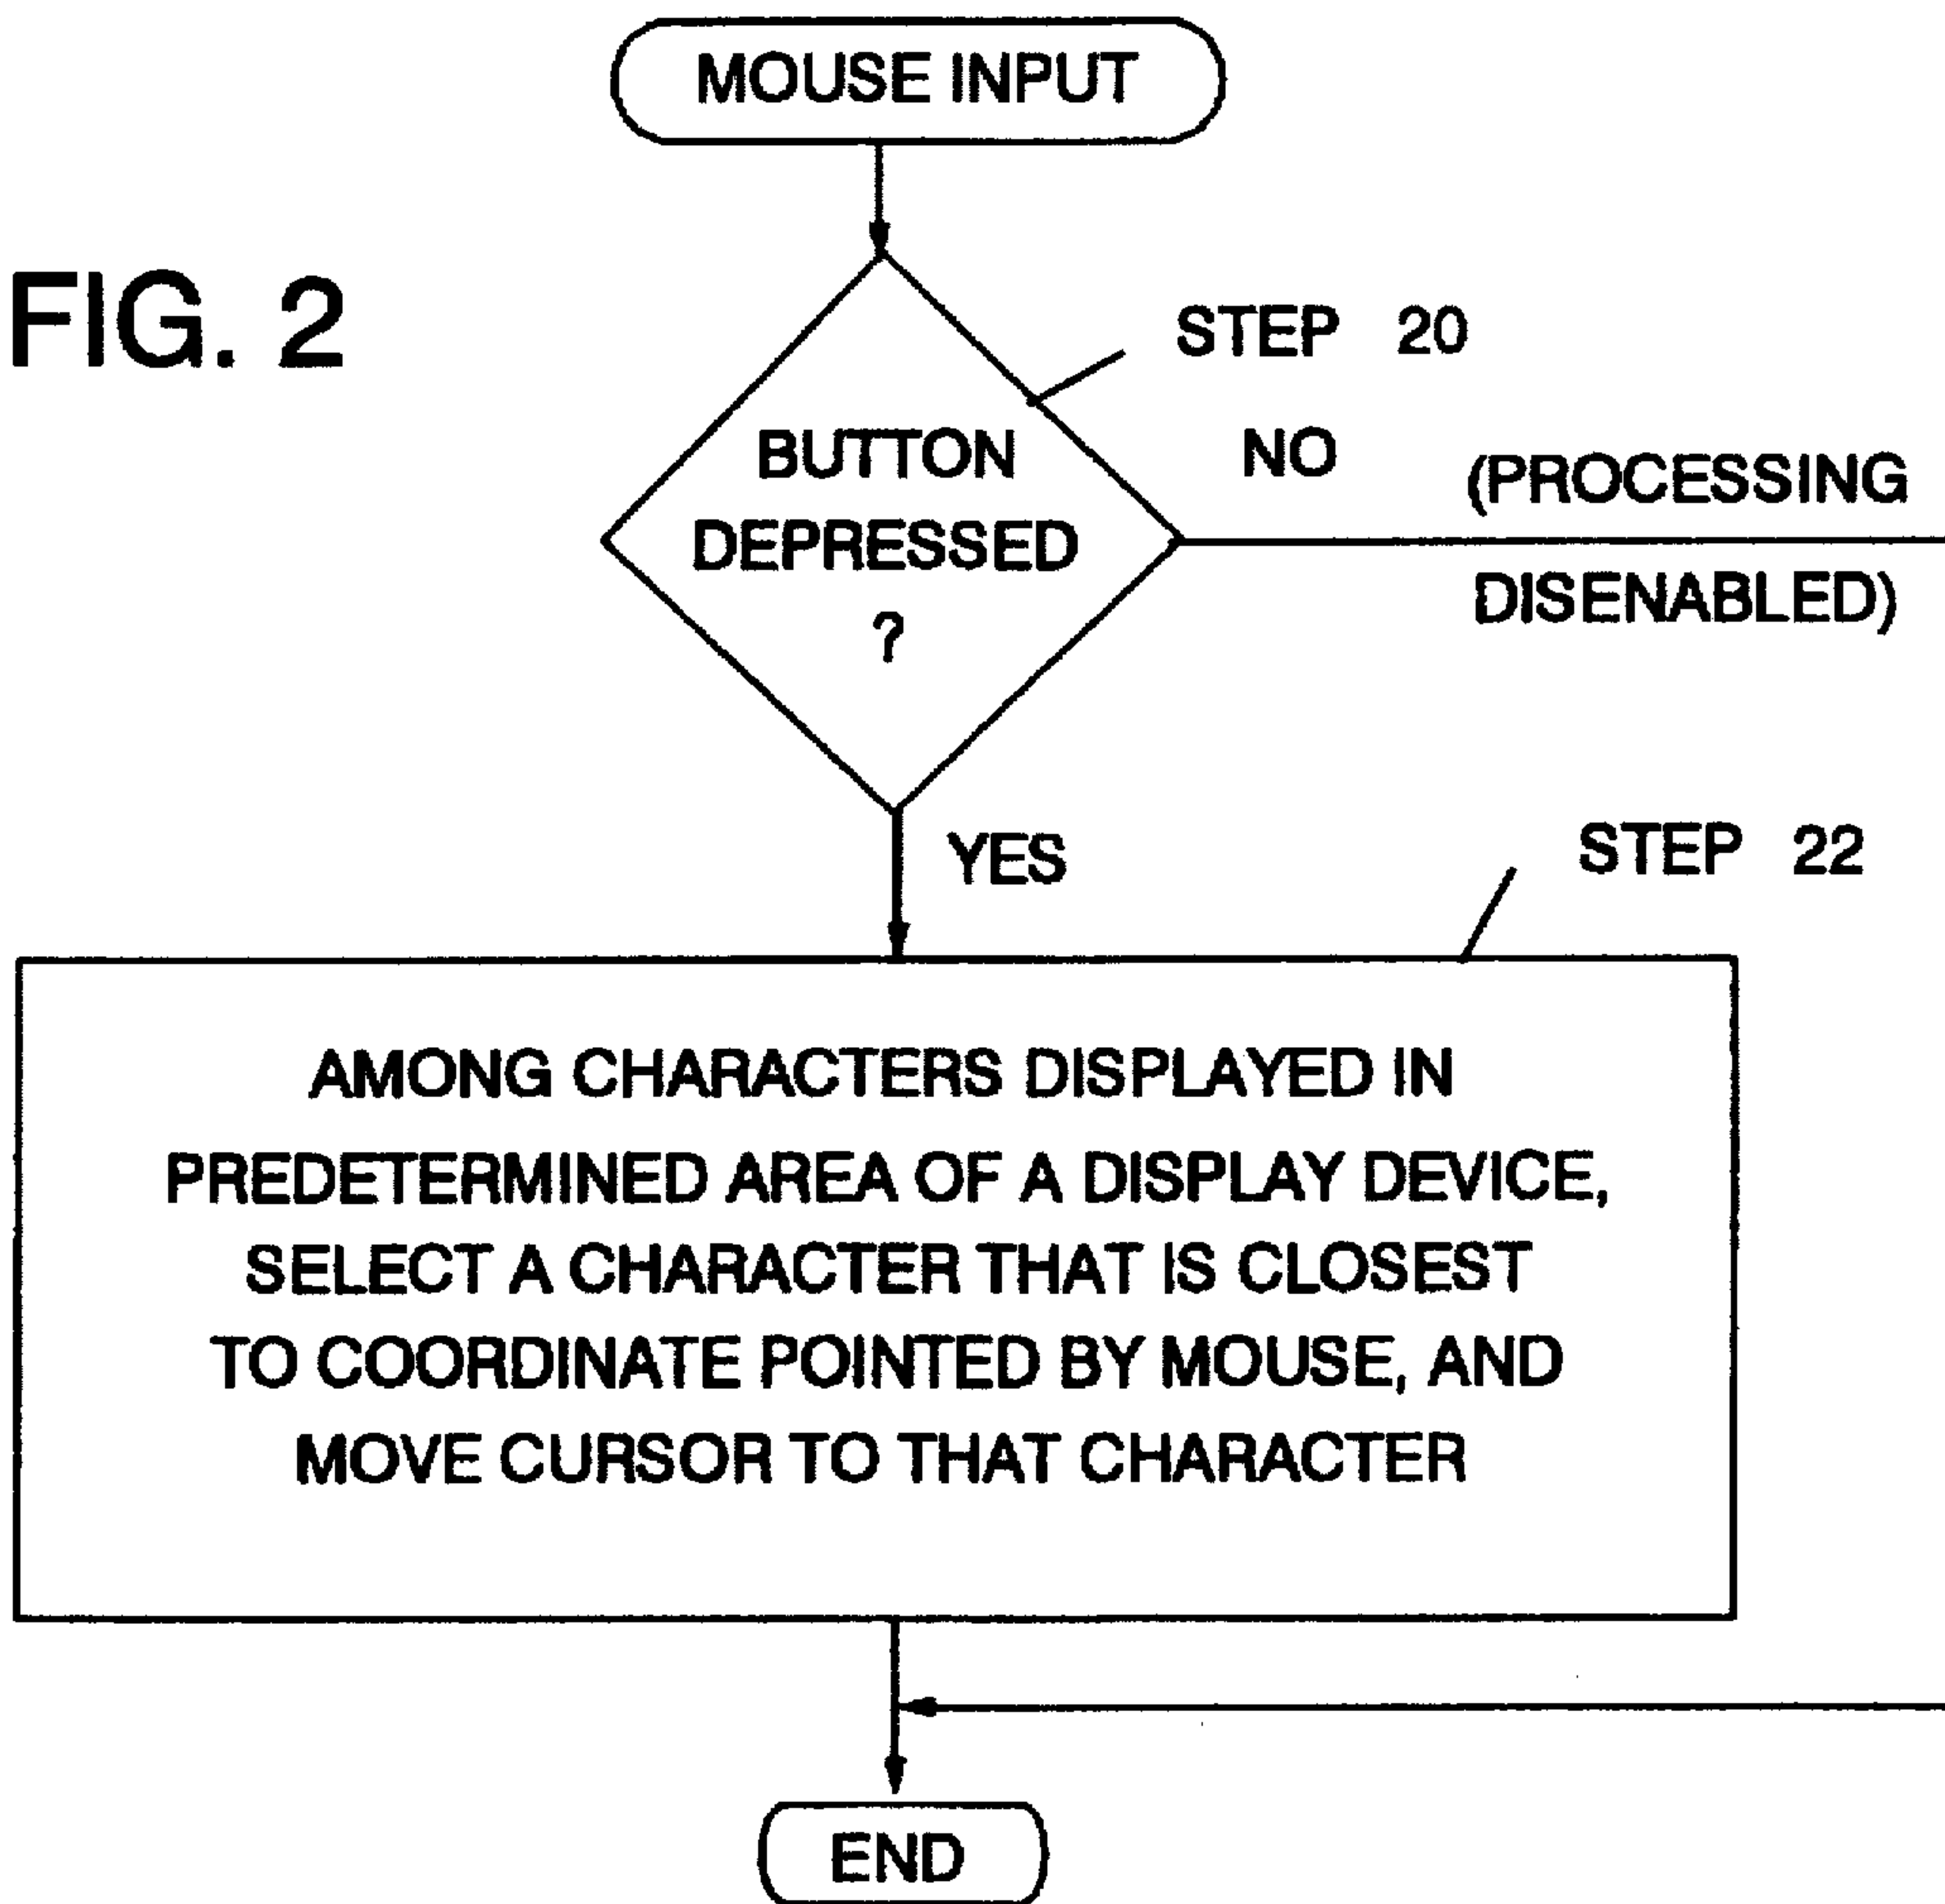 MOUSE INPUT
FIG. 2
STEP 20
BUTTON
DEPRESSED
?
NO
(PROCESSING
DISENABLED)
YES
STEP 22
AMONG CHARACTERS DISPLAYED IN
PREDETERMINED AREA OF A DISPLAY DEVICE,
SELECT A CHARACTER THAT IS CLOSEST
TO COORDINATE POINTED BY MOUSE, AND
MOVE CURSOR TO THAT CHARACTER
END